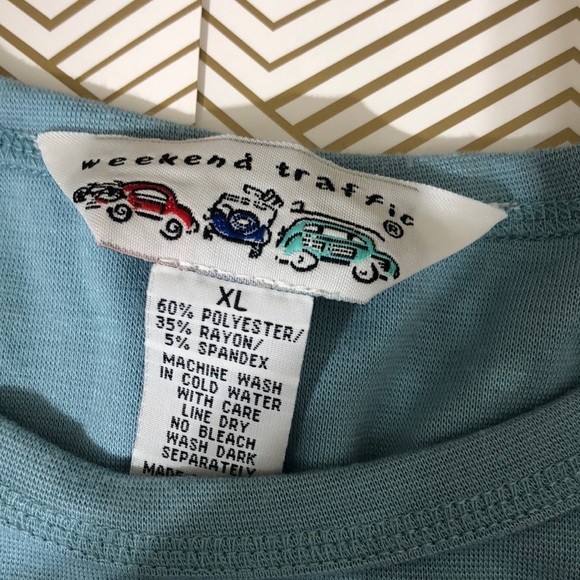 weekend traffic®
XL
60% POLYESTER/
35% RAYON/
5% SPANDEX
MACHINE WASH
IN COLD WATER
WITH CARE
LINE DRY
NO BLEACH
WASH DARK
SEPARATELY
MADE